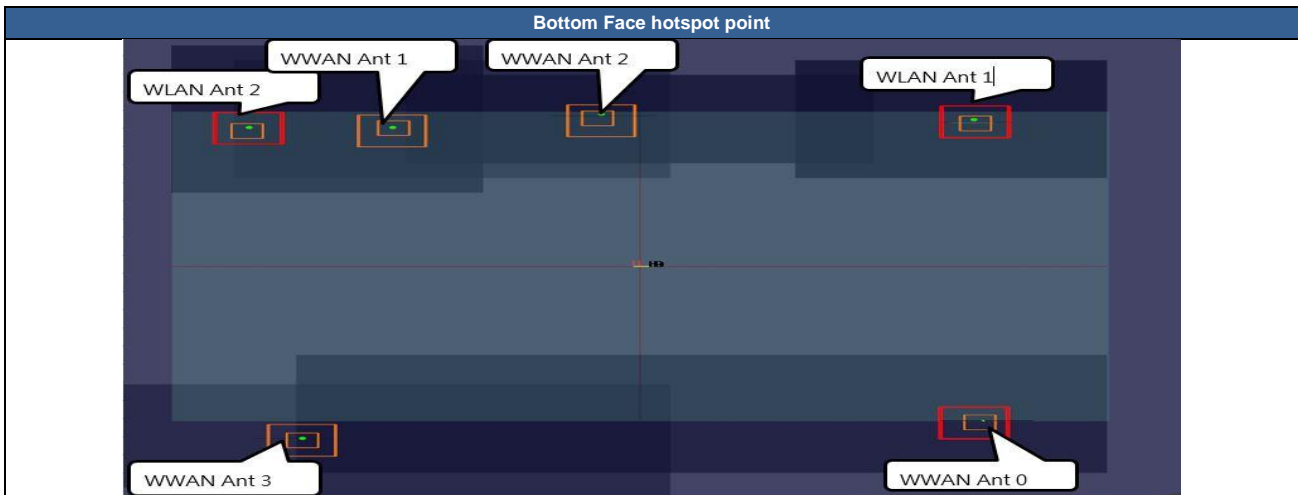 Bottom Face hotspot point
WWAN Ant 1
WWAN Ant 2
WLAN Ant 1
WLAN Ant 2
WWAN Ant 3
WWAN Ant 0